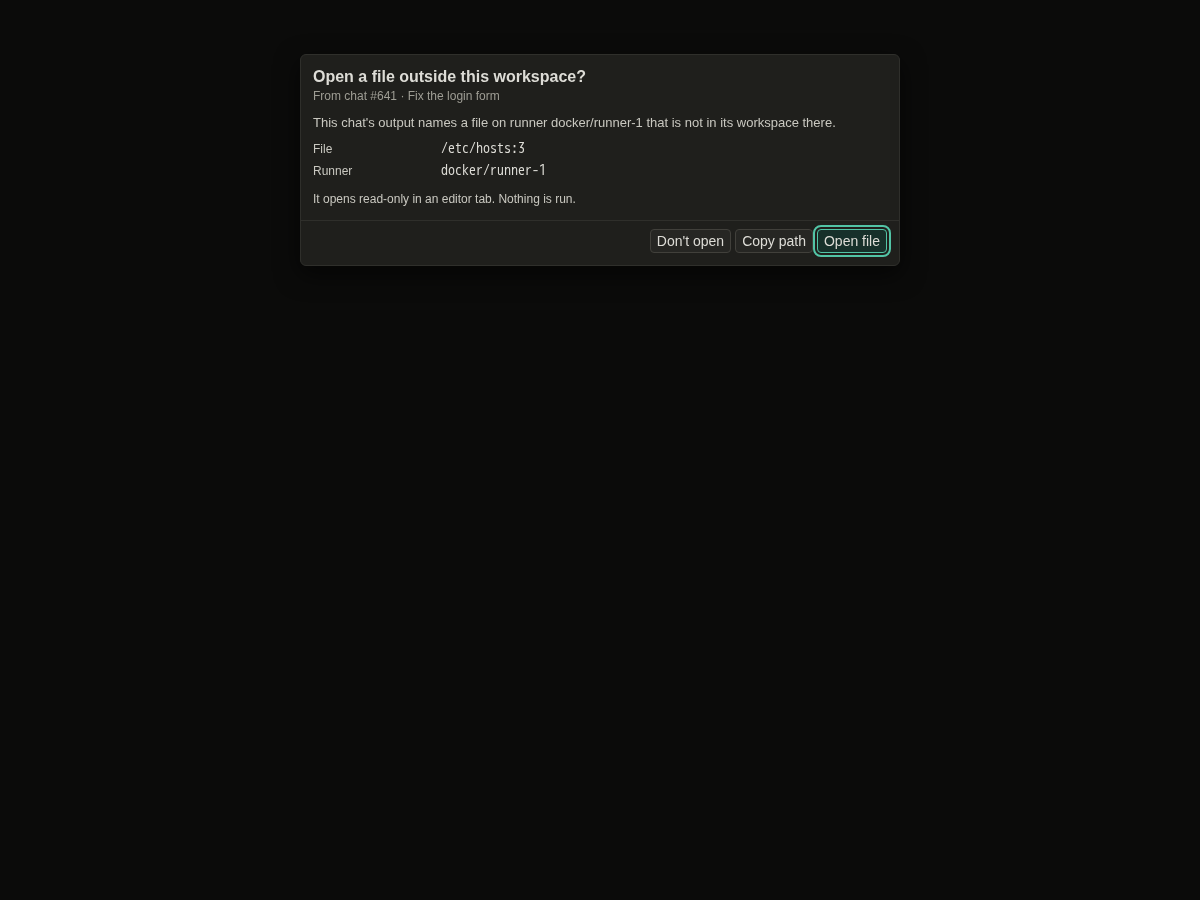 Open a file outside this workspace?
From chat #641 · Fix the login form
This chat's output names a file on runner docker/runner-1 that is not in its workspace there.
File /etc/hosts:3
Runner docker/runner-1
It opens read-only in an editor tab. Nothing is run.
Don't open Copy path Open file